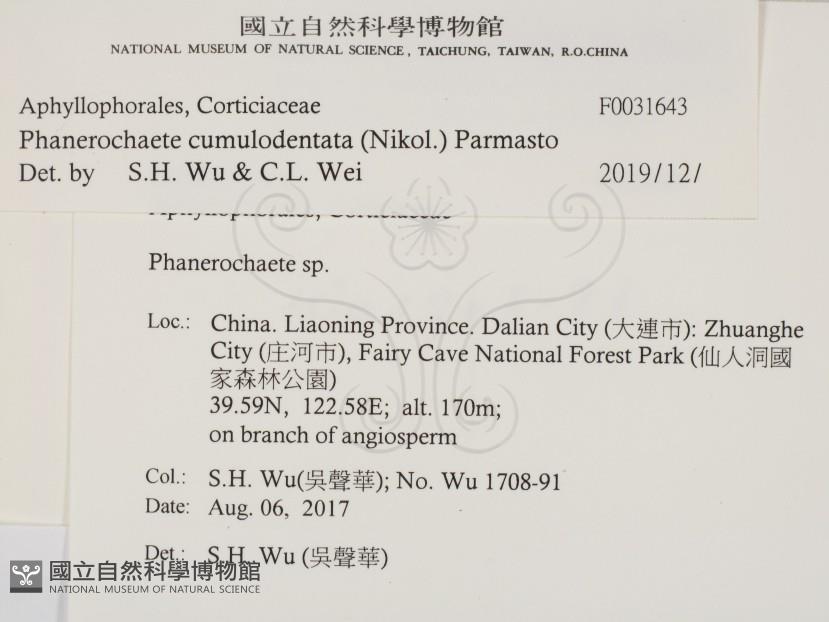 國立自然科學博物館
NATIONAL MUSEUM OF NATURAL SCIENCE, TAICHUNG, TAIWAN, R.O.CHINA
Aphyllophorales, Corticiaceae F0031643
Phanerochaete cumulodentata (Nikol.) Parmasto
Det. by S.H. Wu & C.L. Wei 2019/12/
Aphyllophorales, Corticiaceae
Phanerochaete sp.
Loc.: China. Liaoning Province. Dalian City (大連市): Zhuanghe
City (庄河市), Fairy Cave National Forest Park (仙人洞國
家森林公園)
39.59N, 122.58E; alt. 170m;
on branch of angiosperm
Col.: S.H. Wu(吳聲華); No. Wu 1708-91
Date: Aug. 06, 2017
Det.: S.H. Wu (吳聲華)
國立自然科學博物館
NATIONAL MUSEUM OF NATURAL SCIENCE